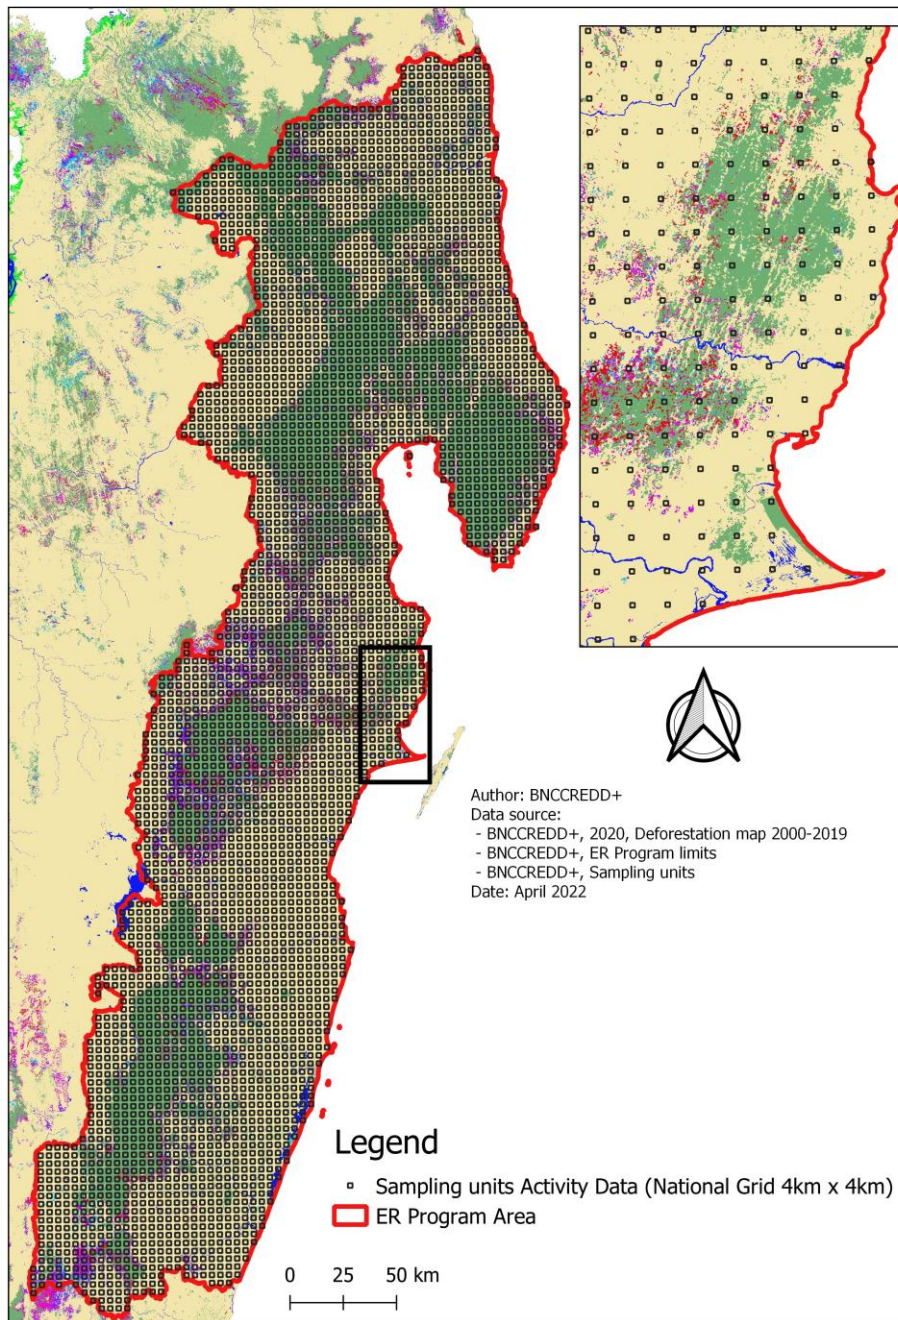 Author: BNCCREDD+
Data source:
- BNCCREDD+, 2020, Deforestation map 2000-2019
- BNCCREDD+, ER Program limits
- BNCCREDD+, Sampling units
Date: April 2022
Legend
Sampling units Activity Data (National Grid 4km x 4km)
ER Program Area
0 25 50 km